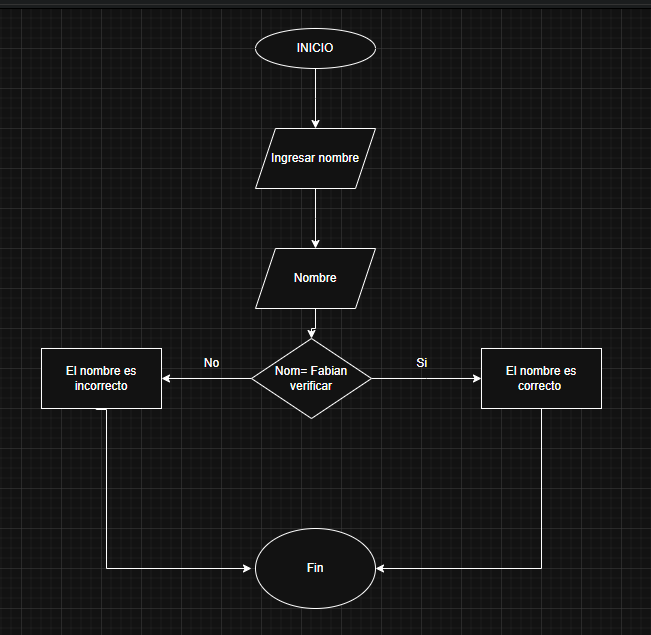 INICIO
Ingresar nombre
Nombre
No
Si
El nombre es
incorrecto
Nom= Fabian
verificar
El nombre es
correcto
Fin